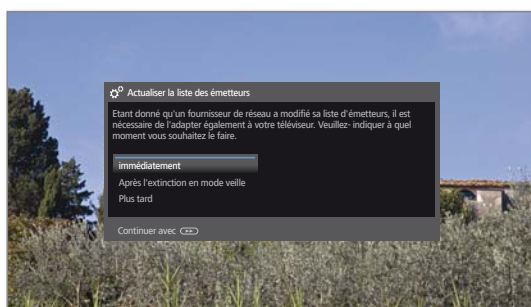 Actualiser la liste des émetteurs
Etant donné qu'un fournisseur de réseau a modifié sa liste d'émetteurs, il est
nécessaire de l'adapter également à votre téléviseur. Veuillez- indiquer à quel
moment vous souhaitez le faire.
immédiatement
Après l'extinction en mode veille
Plus tard
Continuer avec